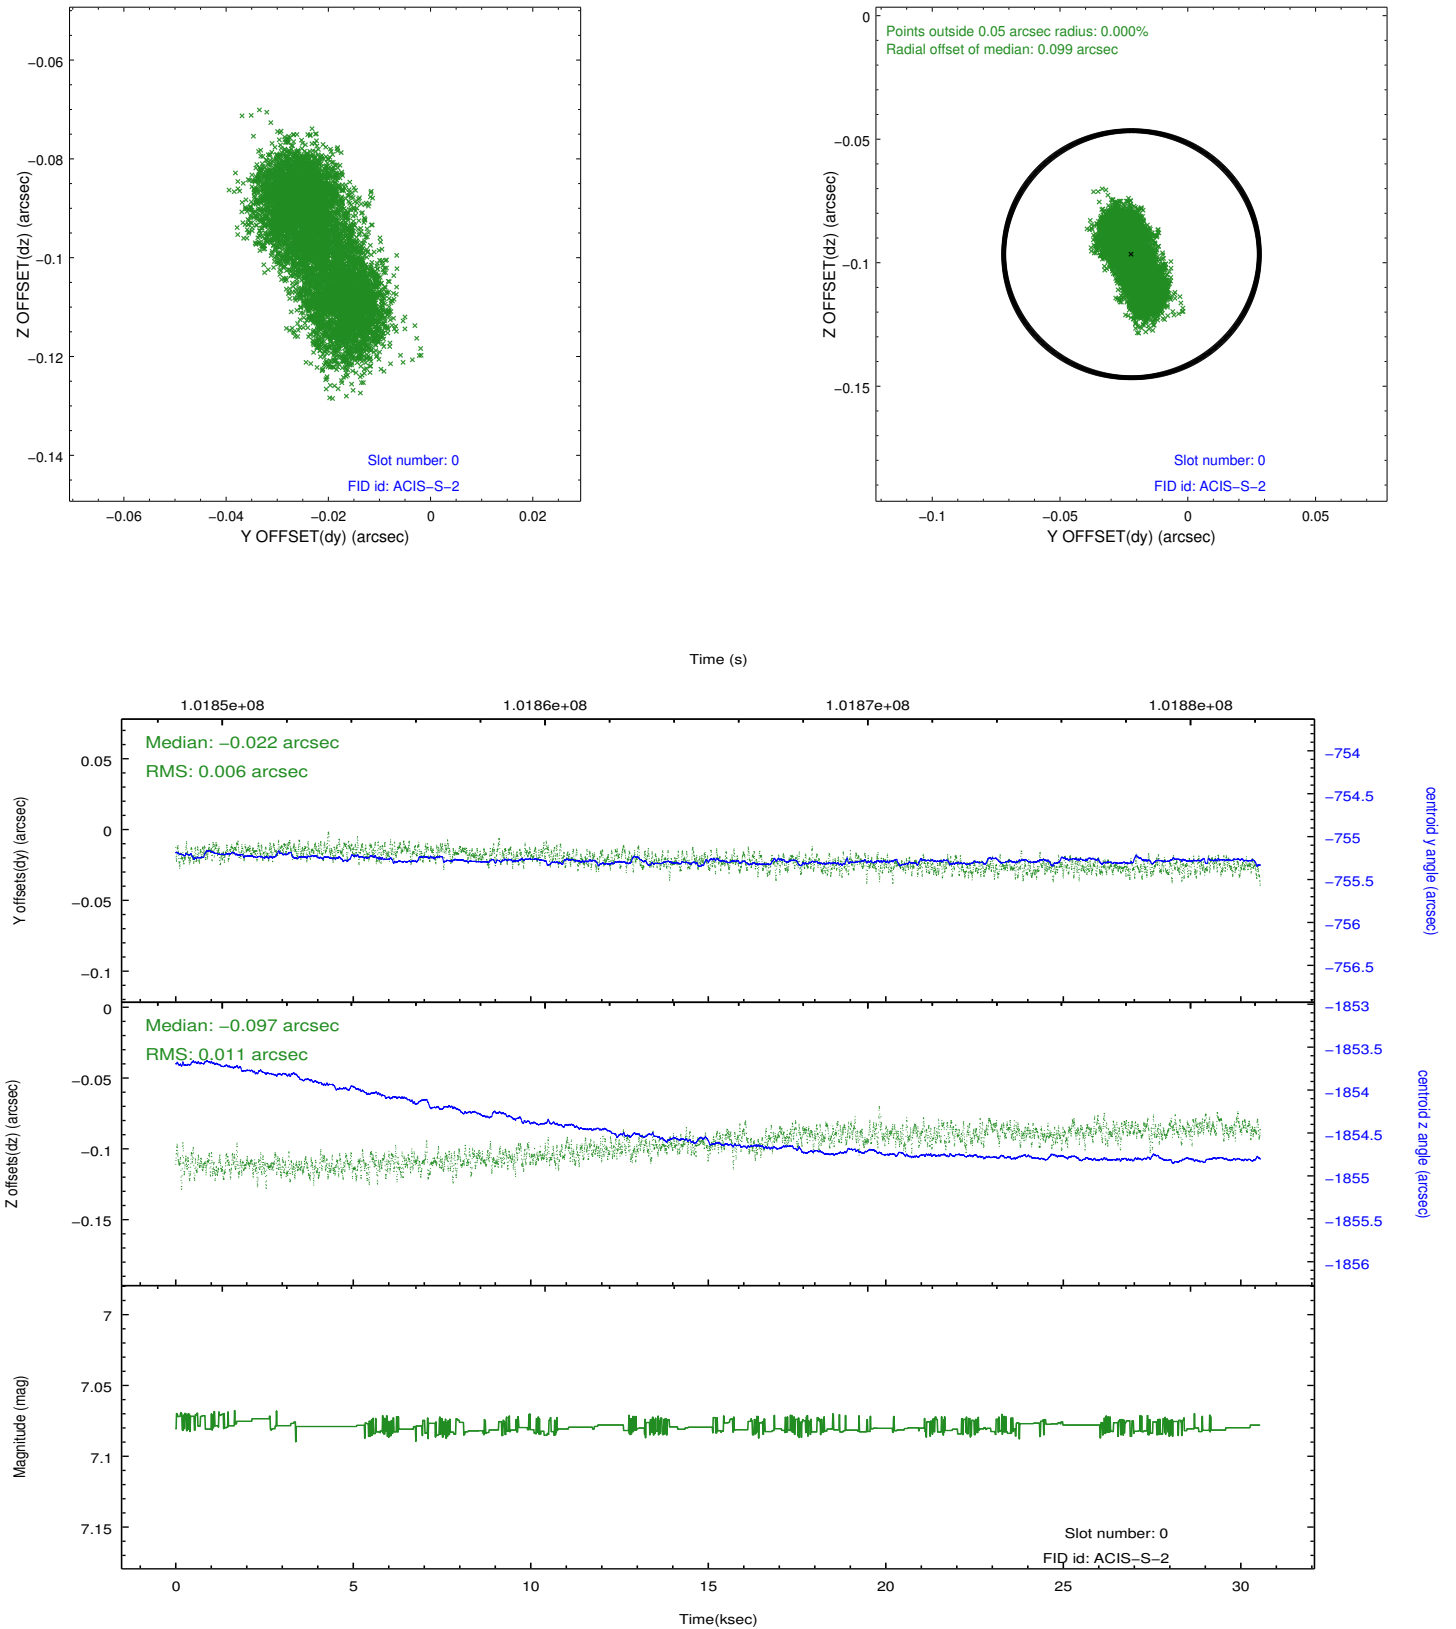 −0.06
−0.08
−0.1
−0.12
−0.14
Z OFFSET(dz) (arcsec)
Slot number: 0
FID id: ACIS−S−2
−0.06 −0.04 −0.02 0 0.02
Y OFFSET(dy) (arcsec)
Points outside 0.05 arcsec radius: 0.000%
Radial offset of median: 0.099 arcsec
0
−0.05
−0.1
−0.15
Z OFFSET(dz) (arcsec)
Slot number: 0
FID id: ACIS−S−2
−0.1 −0.05 0 0.05
Y OFFSET(dy) (arcsec)
Time (s)
1.0185e+08 1.0186e+08 1.0187e+08 1.0188e+08
Median: −0.022 arcsec
RMS: 0.006 arcsec
0.05
0
−0.05
−0.1
Y offsets(dy) (arcsec)
−754
−754.5
−755
−755.5
−756
−756.5
centroid y angle (arcsec)
Median: −0.097 arcsec
RMS: 0.011 arcsec
0
−0.05
−0.1
−0.15
Z offsets(dz) (arcsec)
−1853
−1853.5
−1854
−1854.5
−1855
−1855.5
−1856
centroid z angle (arcsec)
7
7.05
7.1
7.15
Magnitude (mag)
Slot number: 0
FID id: ACIS−S−2
0 5 10 15 20 25 30
Time(ksec)